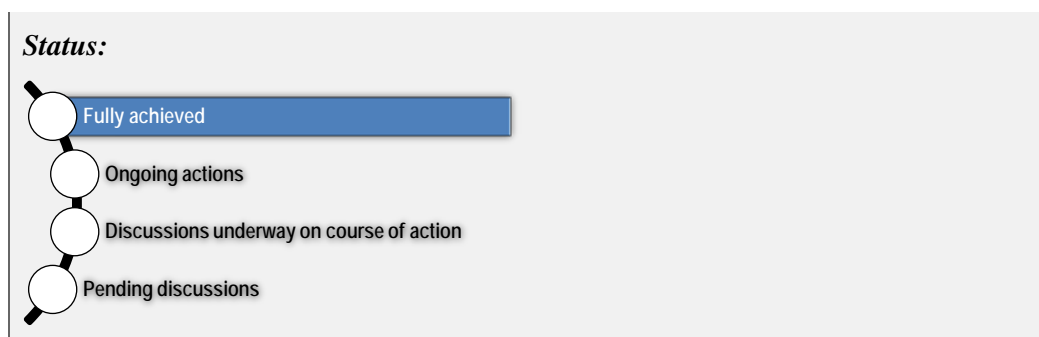 Status:
Fully achieved
Ongoing actions
Discussions underway on course of action
Pending discussions